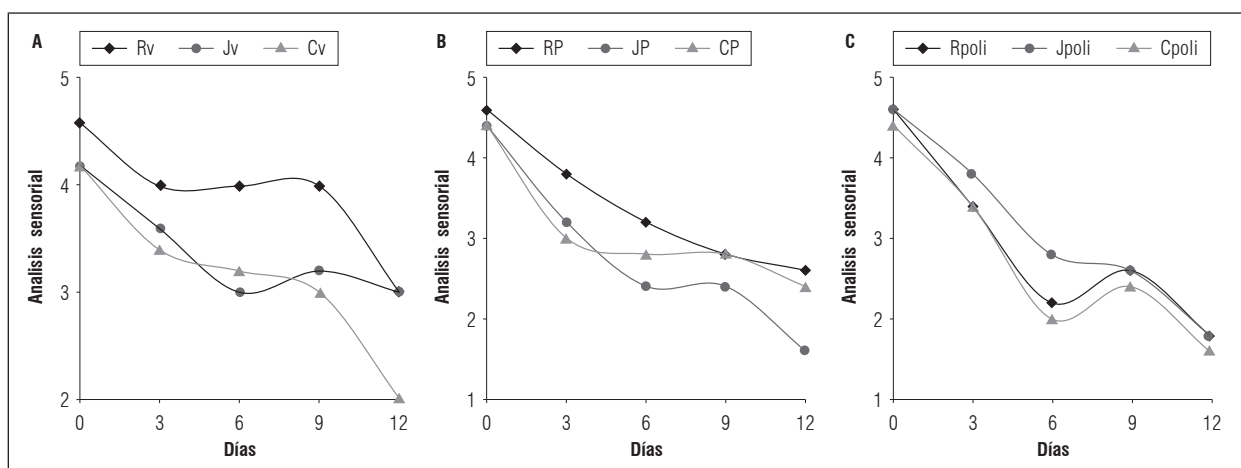 A
Rv Jv Cv
5
4
3
2
Analisis sensorial
0 3 6 9 12
Días
B
RP JP CP
5
4
3
2
1
Analisis sensorial
0 3 6 9 12
Días
C
Rpoli Jpoli Cpoli
5
4
3
2
1
Analisis sensorial
0 3 6 9 12
Días